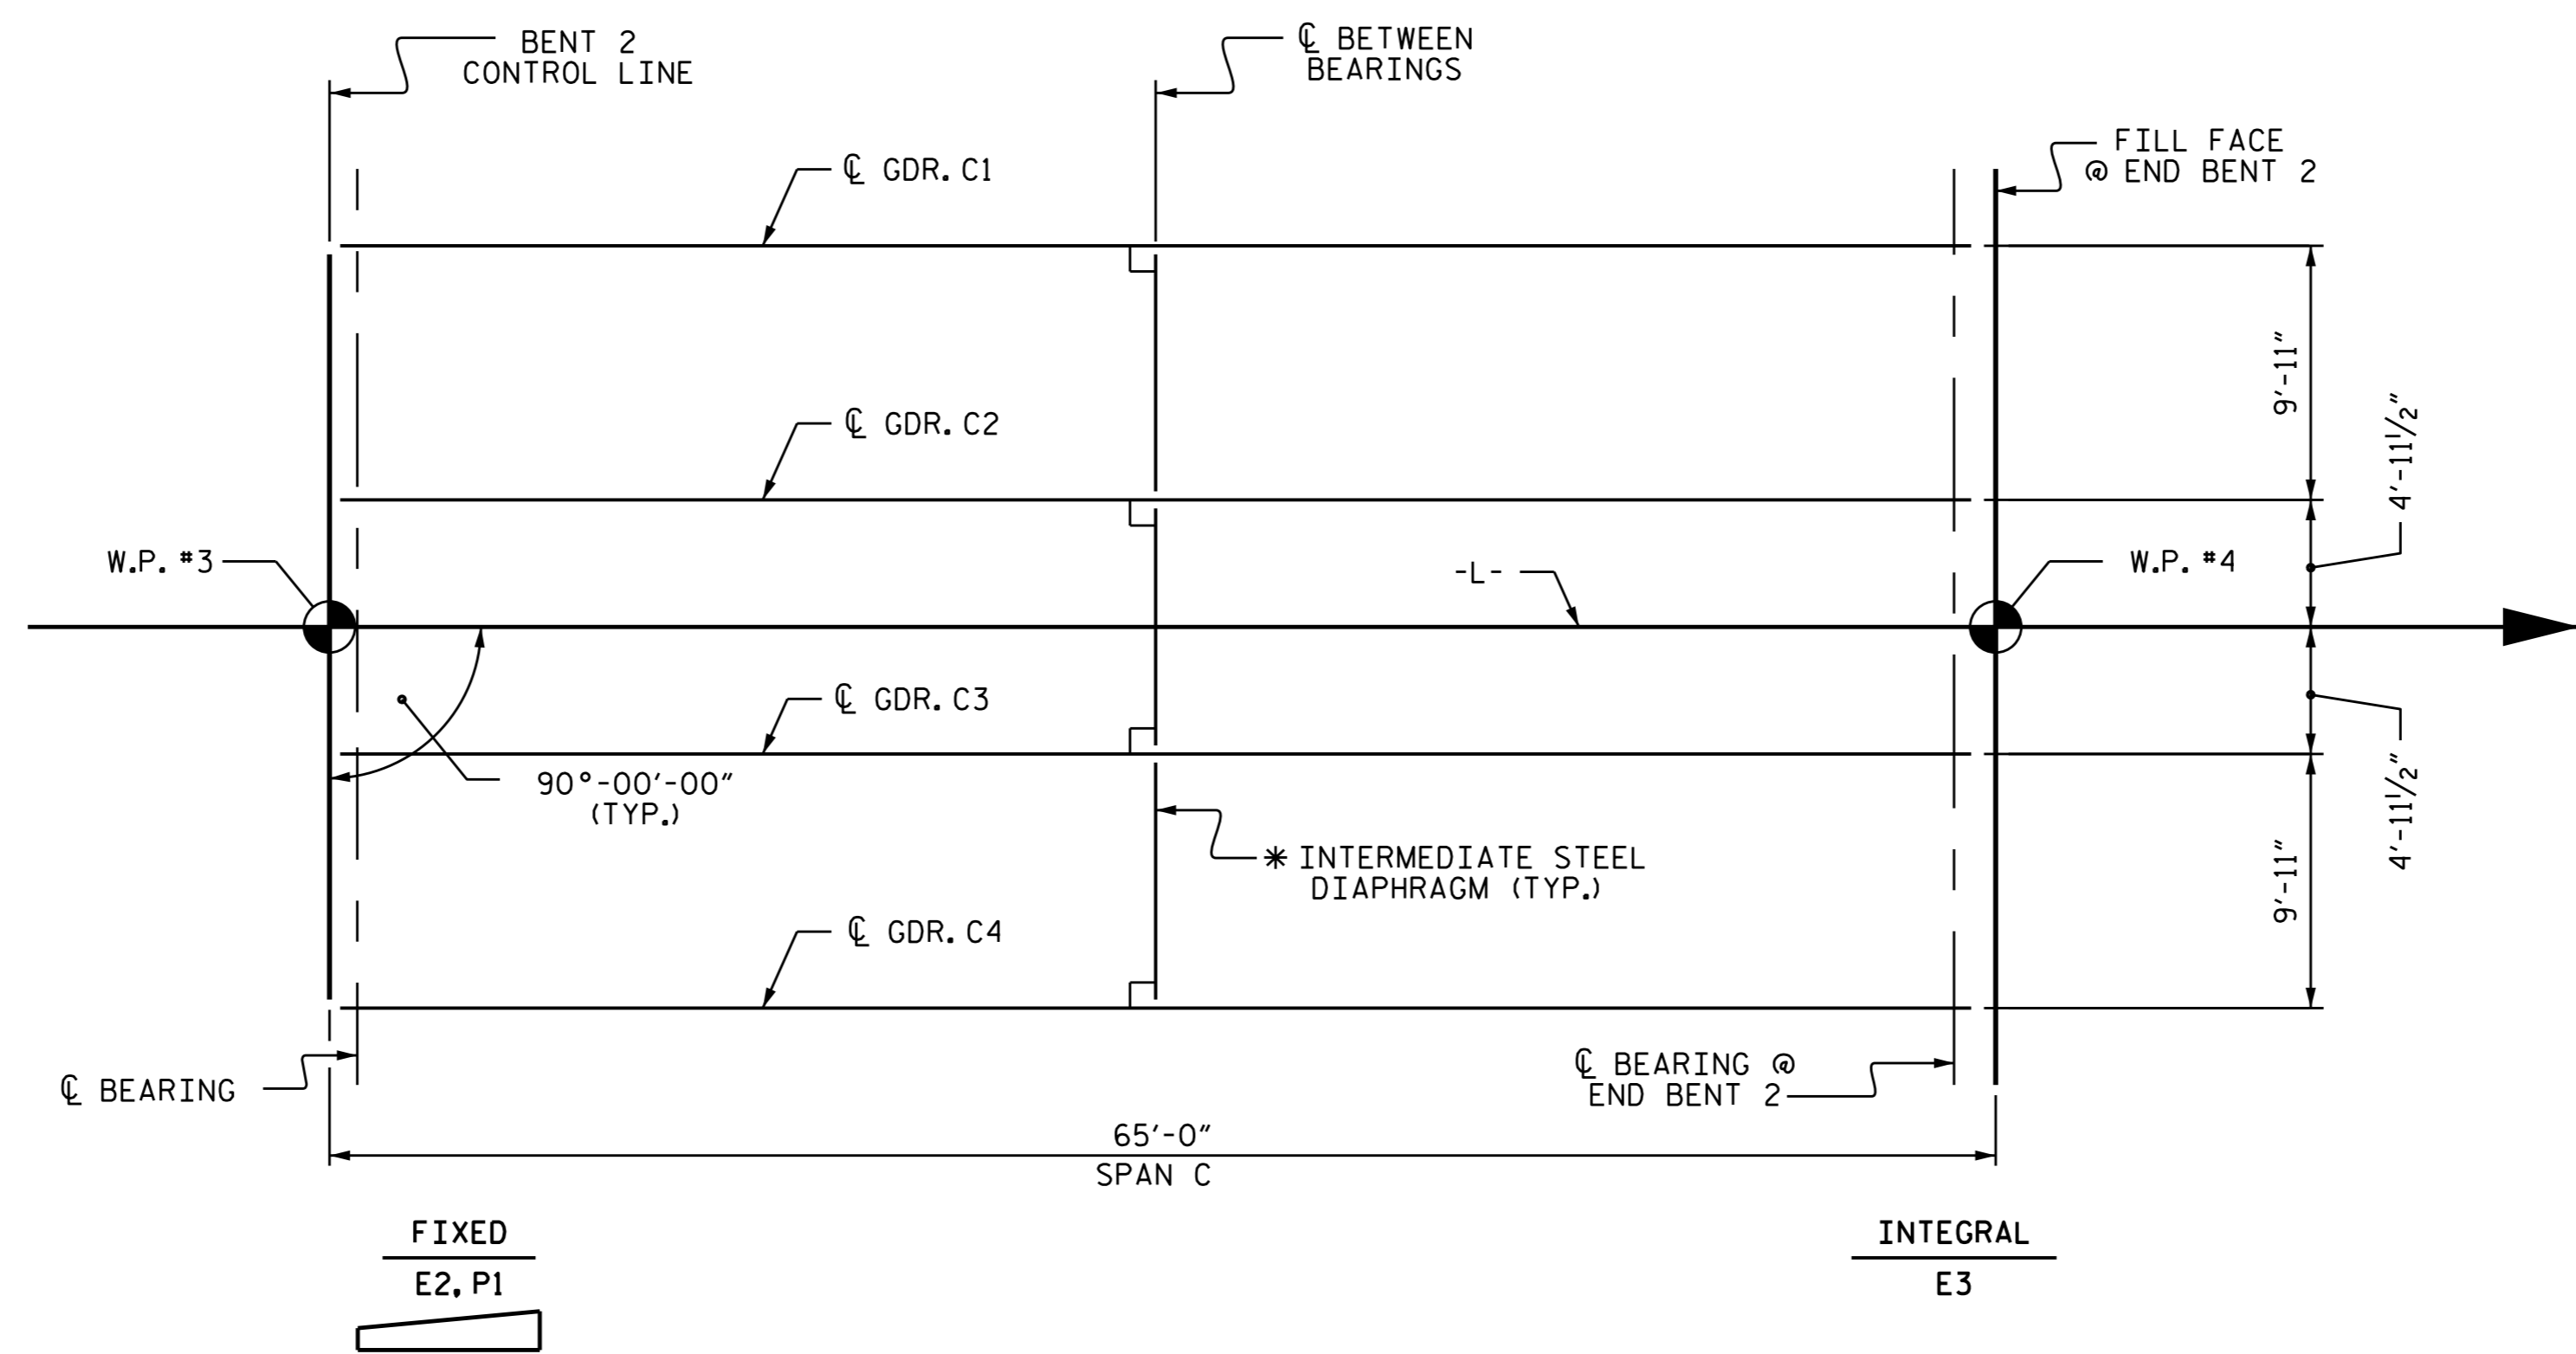 BENT 2
CONTROL LINE
℄ BETWEEN
BEARINGS
FILL FACE
@ END BENT 2
℄ GDR. C1
9'-11"
4'-11½"
℄ GDR. C2
W.P. #3
-L-
W.P. #4
℄ GDR. C3
90°-00'-00"
(TYP.)
4'-11½"
✳ INTERMEDIATE STEEL
DIAPHRAGM (TYP.)
9'-11"
℄ GDR. C4
℄ BEARING
℄ BEARING @
END BENT 2
65'-0"
SPAN C
FIXED
E2, P1
INTEGRAL
E3